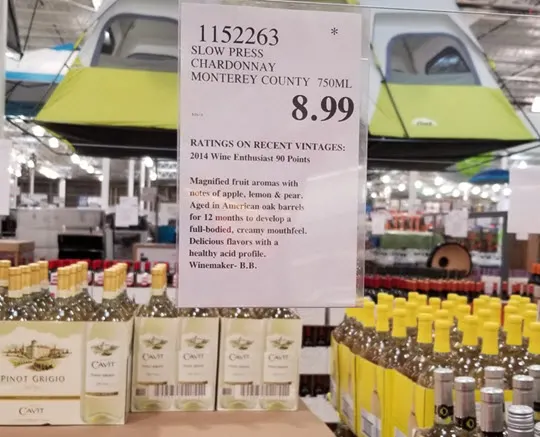 1152263 *
SLOW PRESS
CHARDONNAY
MONTEREY COUNTY 750ML
8.99
RATINGS ON RECENT VINTAGES:
2014 Wine Enthusiast 90 Points
Magnified fruit aromas with
notes of apple, lemon & pear.
Aged in American oak barrels
for 12 months to develop a
full-bodied, creamy mouthfeel.
Delicious flavors with a
healthy acid profile.
Winemaker- B.B.
CAVIT
CAVIT
CAVIT
CAVIT
CAVIT
PINOT GRIGIO
CAVIT